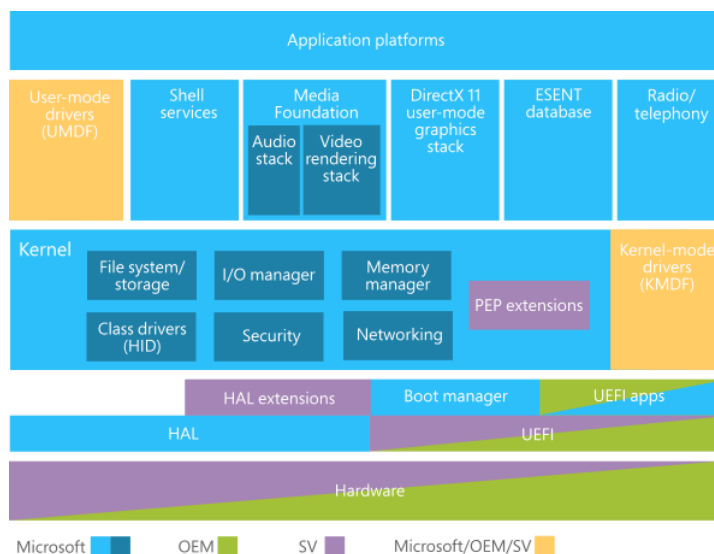 Application platforms
User-mode
drivers
(UMDF)
Shell
services
Media
Foundation
Audio
stack
Video
rendering
stack
DirectX 11
user-mode
graphics
stack
ESENT
database
Radio/
telephony
Kernel
File system/
storage
I/O manager
Memory
manager
Class drivers
(HID)
Security
Networking
PEP extensions
Kernel-mode
drivers
(KMDF)
HAL extensions
Boot manager
UEFI apps
HAL
UEFI
Hardware
Microsoft
OEM
SV
Microsoft/OEM/SV